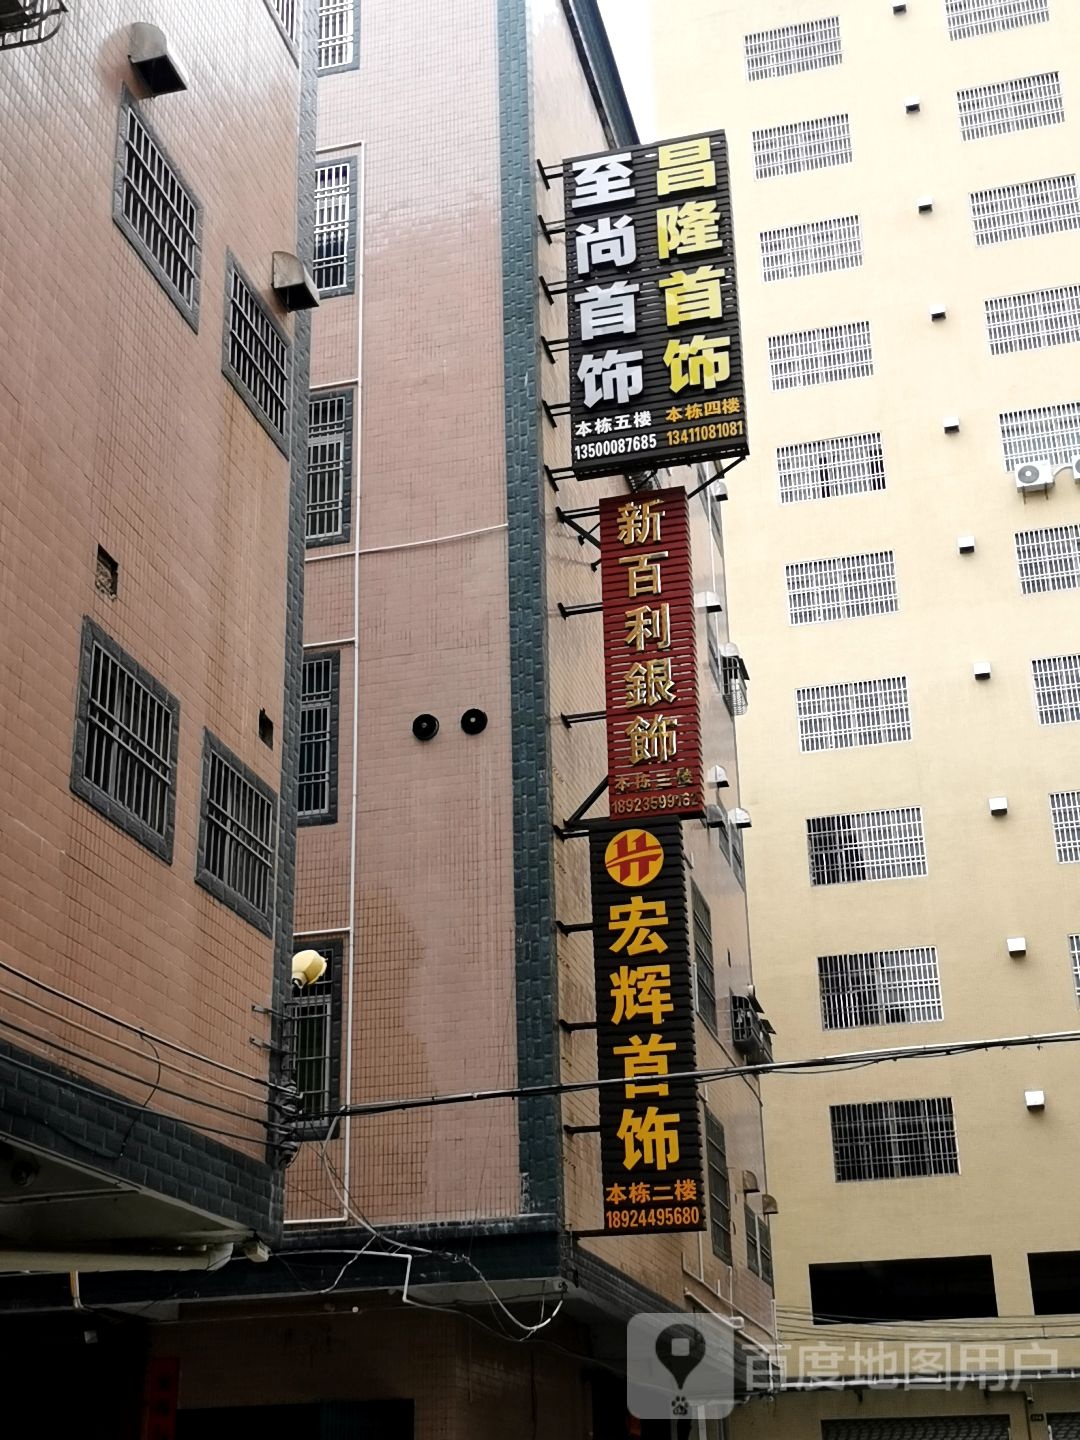 至尚首饰
本栋五楼
13500087685
昌隆首饰
本栋四楼
13411081081
新百利銀飾
本栋三楼
宏辉首饰
本栋二楼
18924495680
百度地图用户